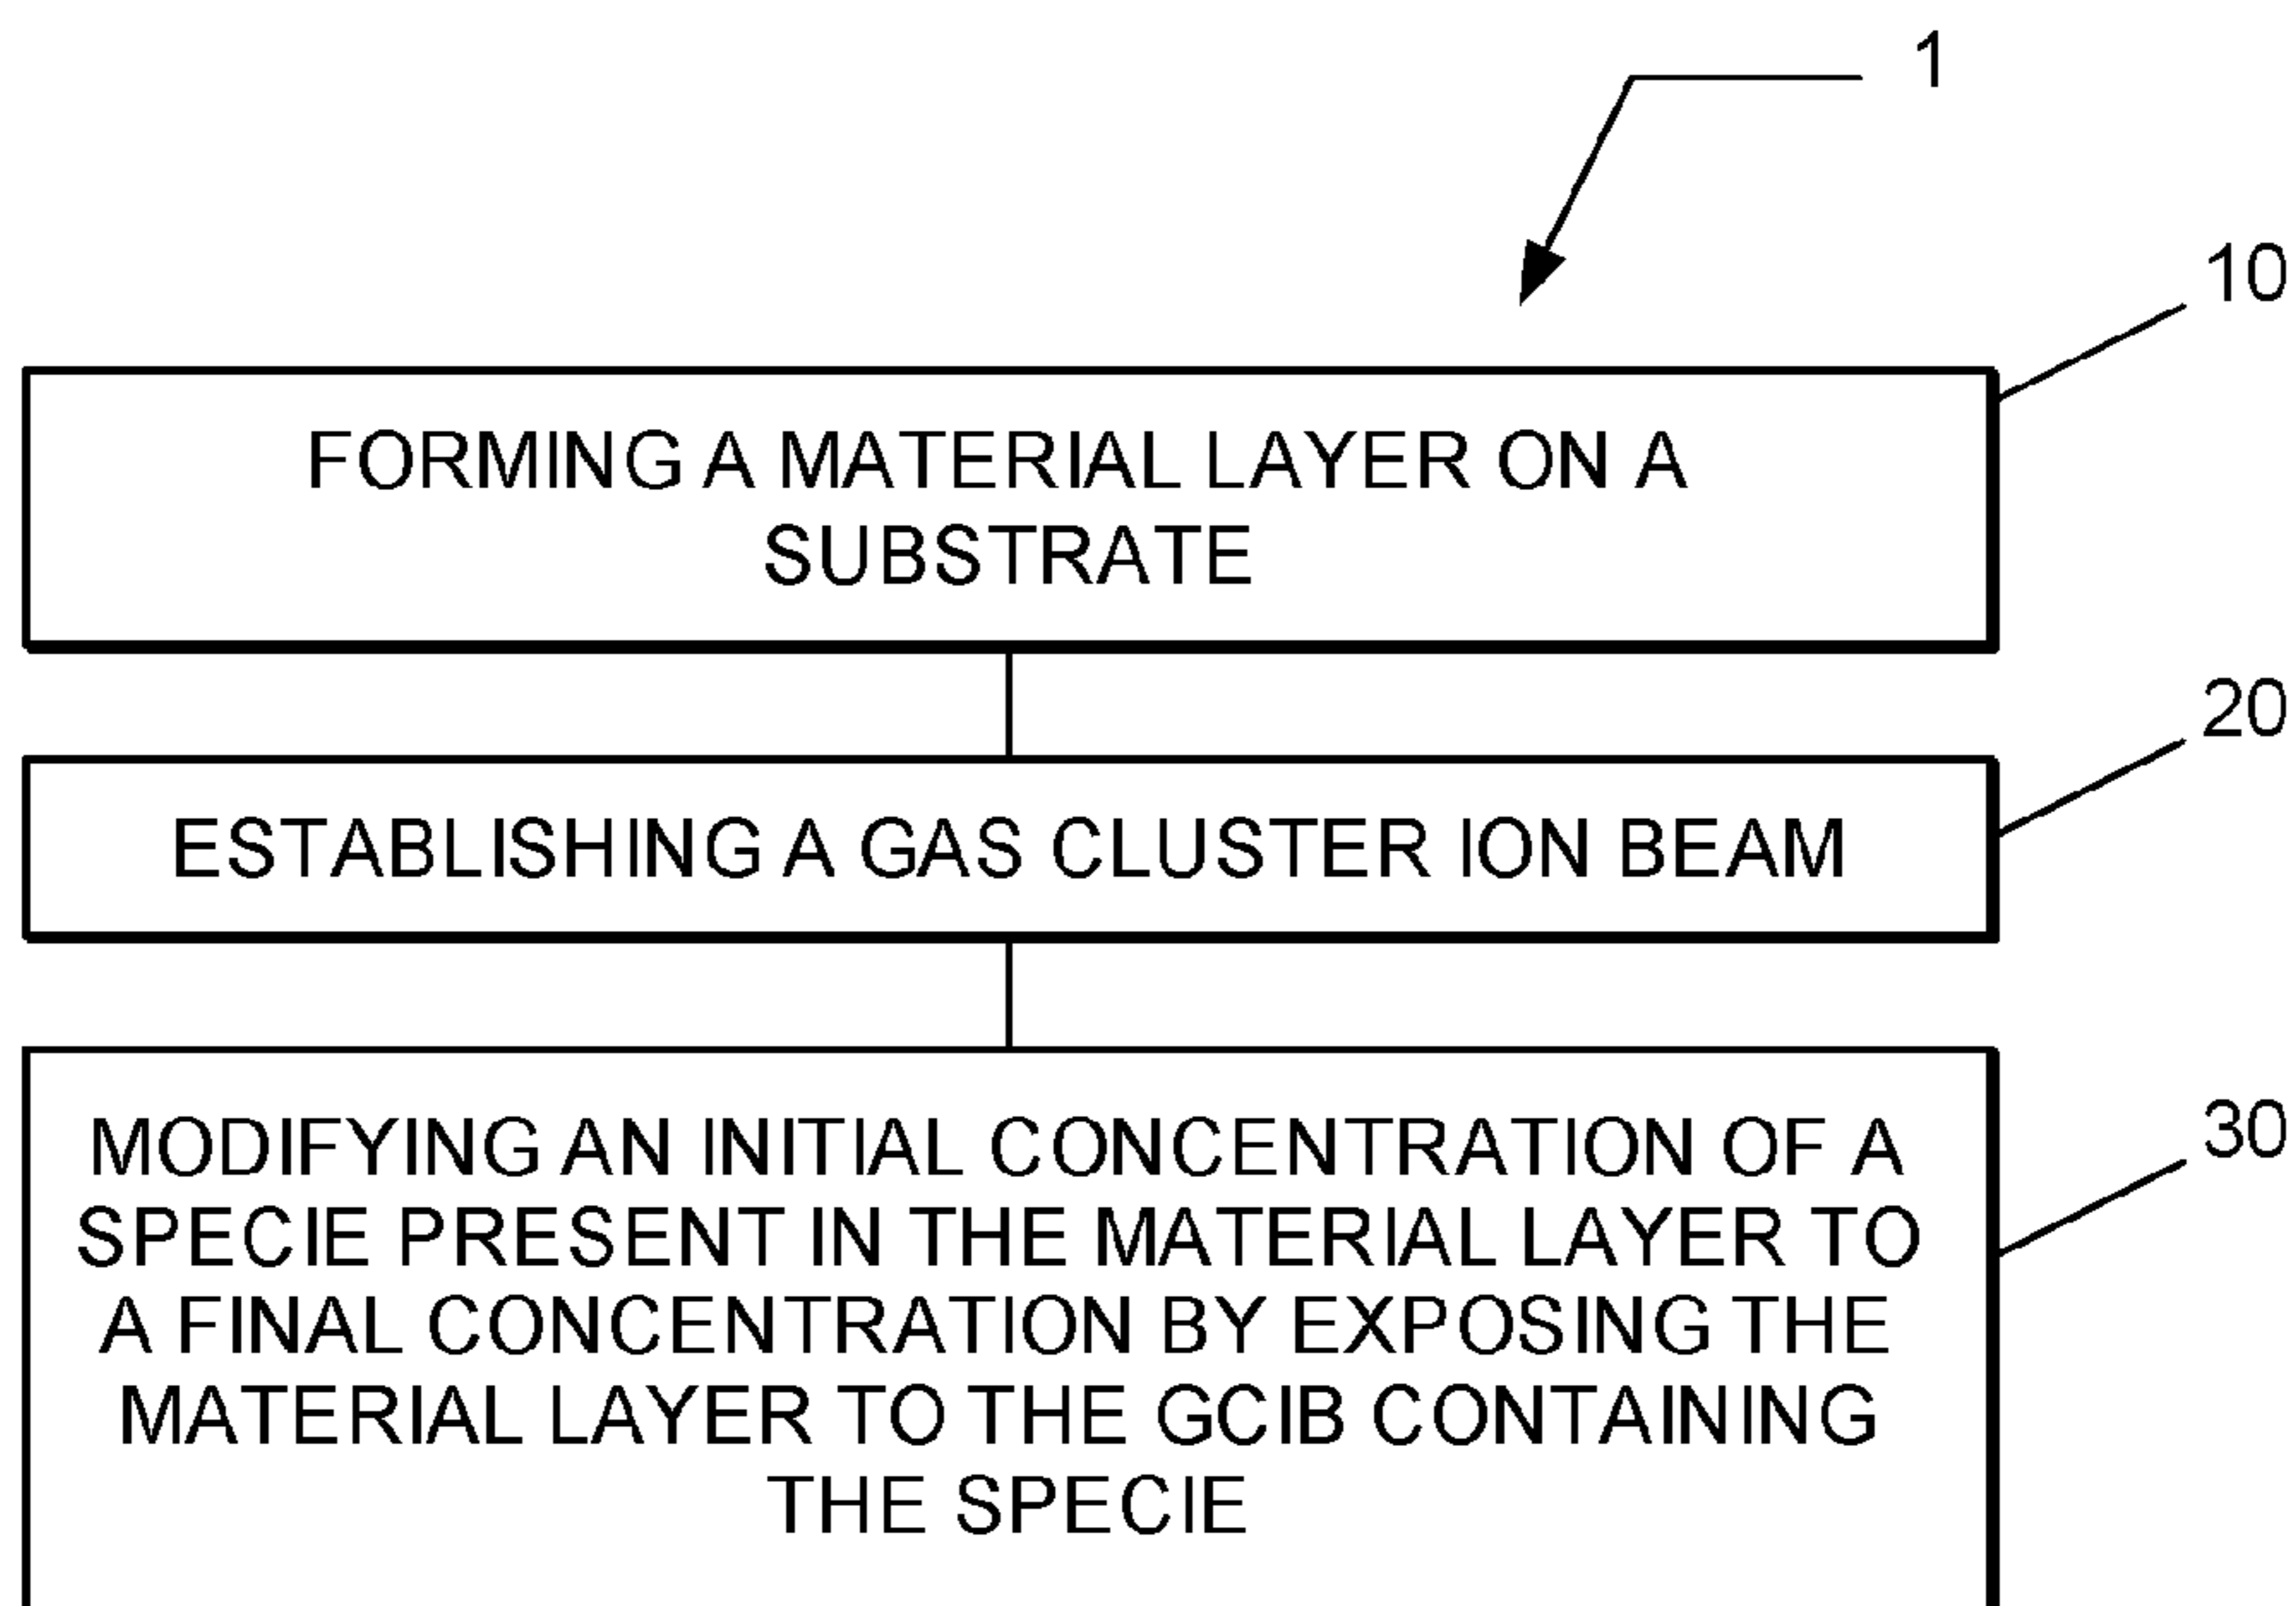 1
10
FORMING A MATERIAL LAYER ON A
SUBSTRATE
20
ESTABLISHING A GAS CLUSTER ION BEAM
30
MODIFYING AN INITIAL CONCENTRATION OF A
SPECIE PRESENT IN THE MATERIAL LAYER TO
A FINAL CONCENTRATION BY EXPOSING THE
MATERIAL LAYER TO THE GCIB CONTAINING
THE SPECIE